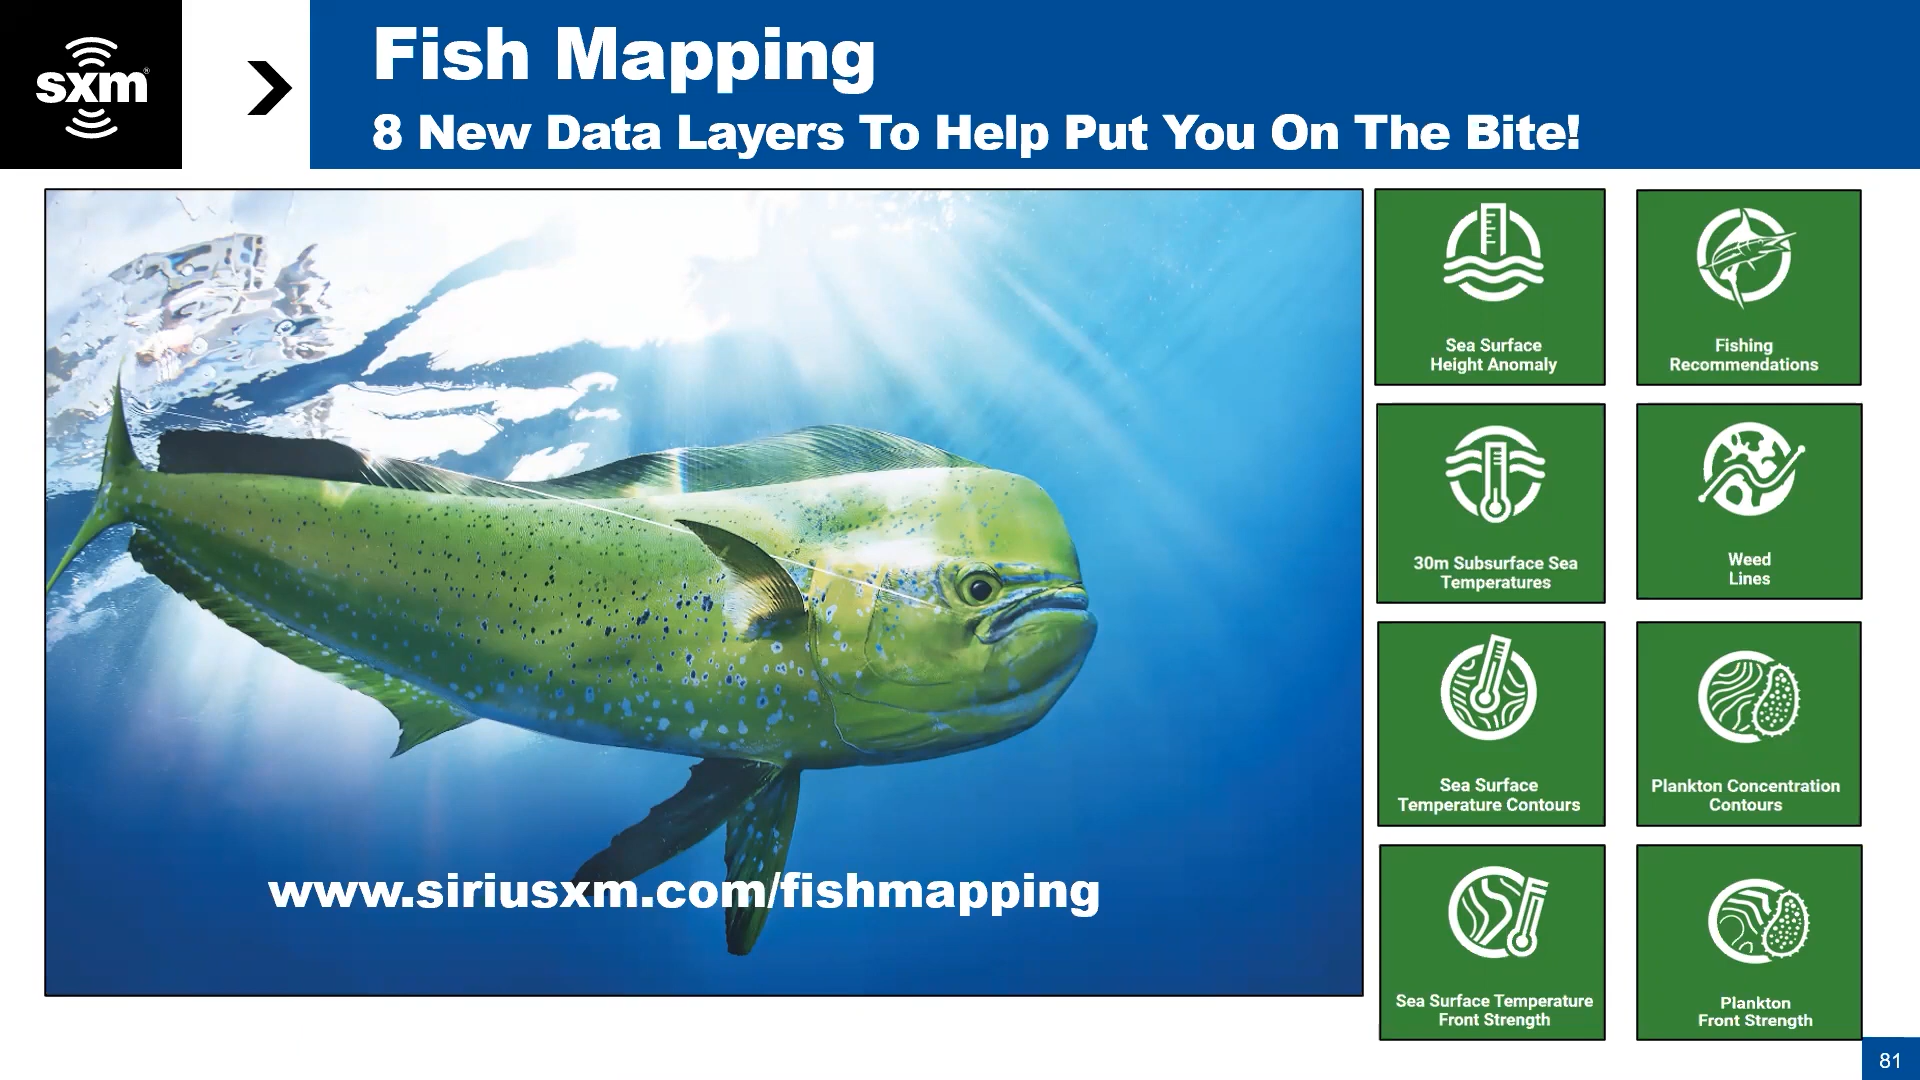 sxm®
Fish Mapping
8 New Data Layers To Help Put You On The Bite!
www.siriusxm.com/fishmapping
Sea Surface
Height Anomaly
Fishing
Recommendations
30m Subsurface Sea
Temperatures
Weed
Lines
Sea Surface
Temperature Contours
Plankton Concentration
Contours
Sea Surface Temperature
Front Strength
Plankton
Front Strength
81